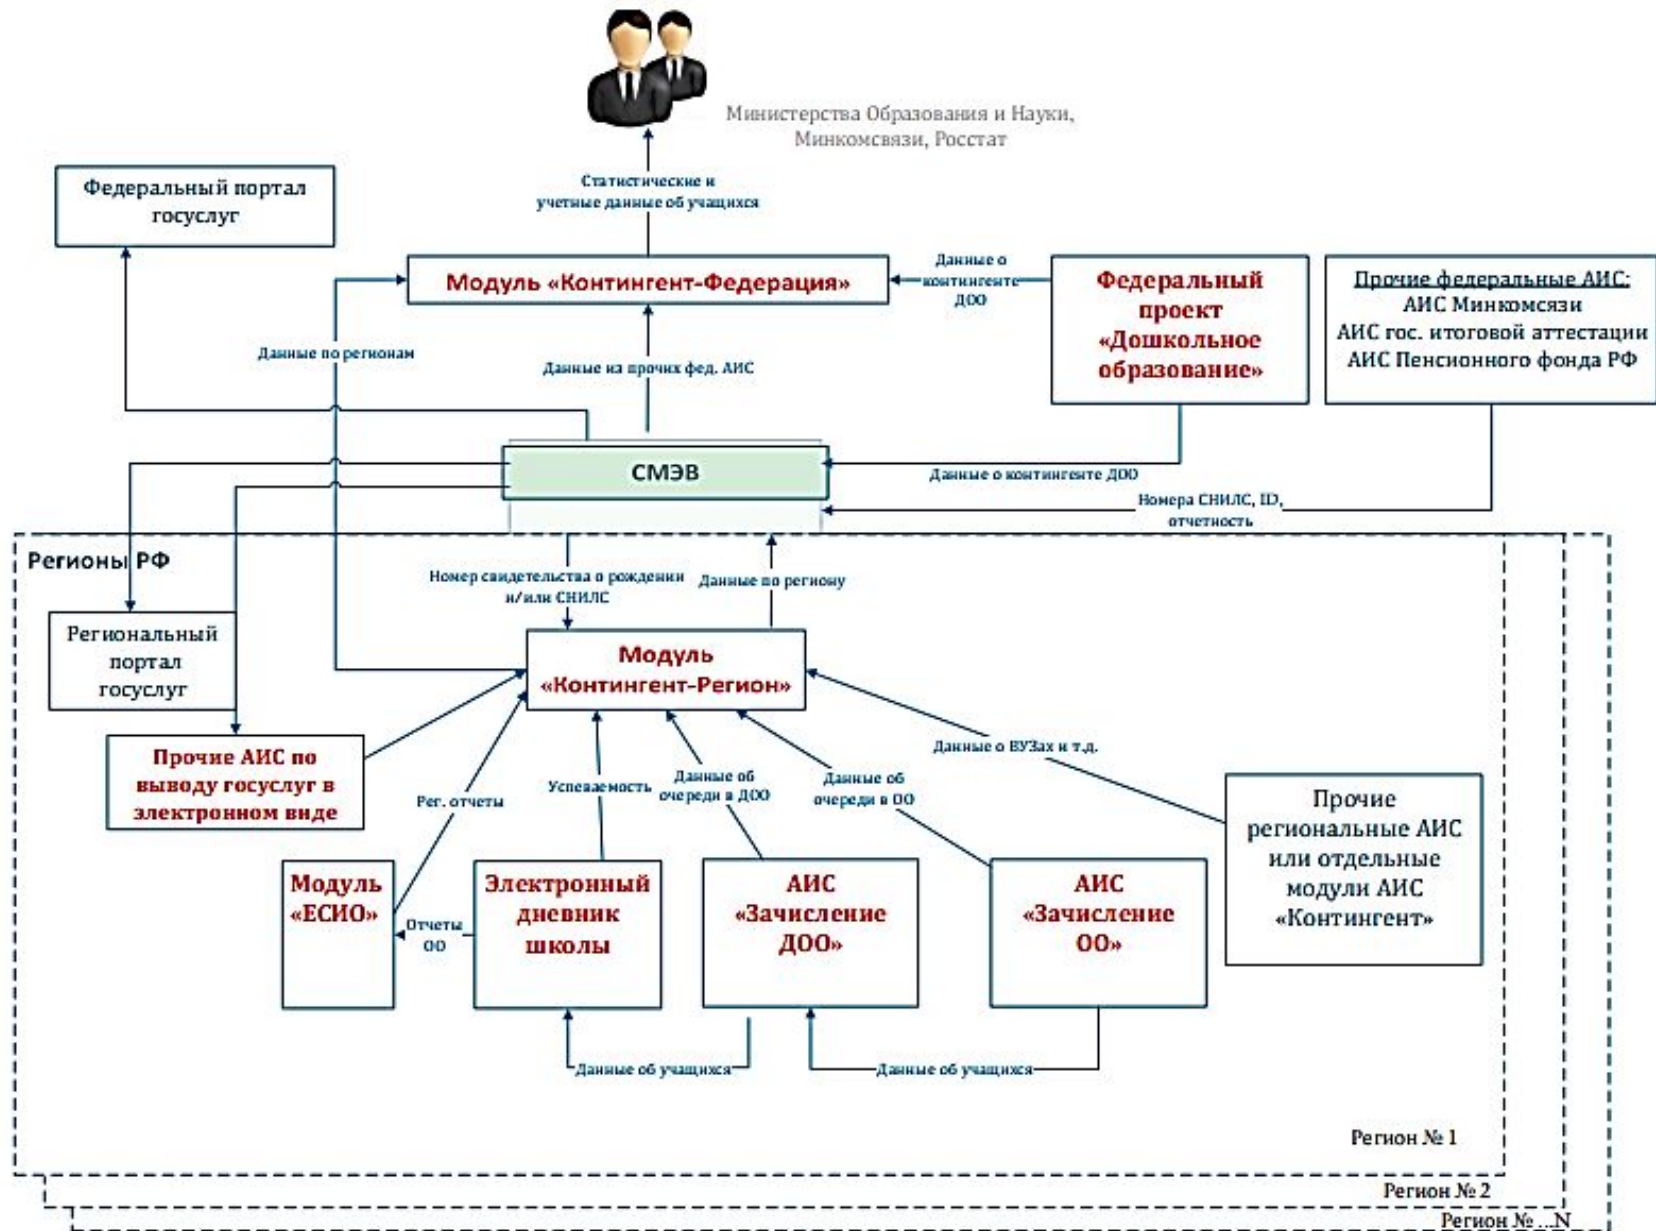 Министерства Образования и Науки,
Минкомсвязи, Росстат
Федеральный портал
госуслуг
Статистические и
учетные данные об учащихся
Модуль «Контингент-Федерация»
Данные о
контингенте
ДОО
Федеральный
проект
«Дошкольное
образование»
Прочие федеральные АИС:
АИС Минкомсязи
АИС гос. итоговой аттестации
АИС Пенсионного фонда РФ
Данные по регионам
Данные из прочих фед. АИС
СМЭВ
Данные о контингенте ДОО
Номера СНИЛС, ID,
отчетность
Регионы РФ
Номер свидетельства о рождении
и/или СНИЛС
Данные по региону
Региональный
портал
госуслуг
Модуль
«Контингент-Регион»
Прочие АИС по
выводу госуслуг в
электронном виде
Рег. отчеты
Успеваемость
Данные об
очереди в ДОО
Данные об
очереди в ОО
Данные о ВУЗах и т.д.
Прочие
региональные АИС
или отдельные
модули АИС
«Контингент»
Модуль
«ЕСИО»
Отчеты
ОО
Электронный
дневник
школы
АИС
«Зачисление
ДОО»
АИС
«Зачисление
ОО»
Данные об учащихся
Данные об учащихся
Регион № 1
Регион № 2
Регион № ...N